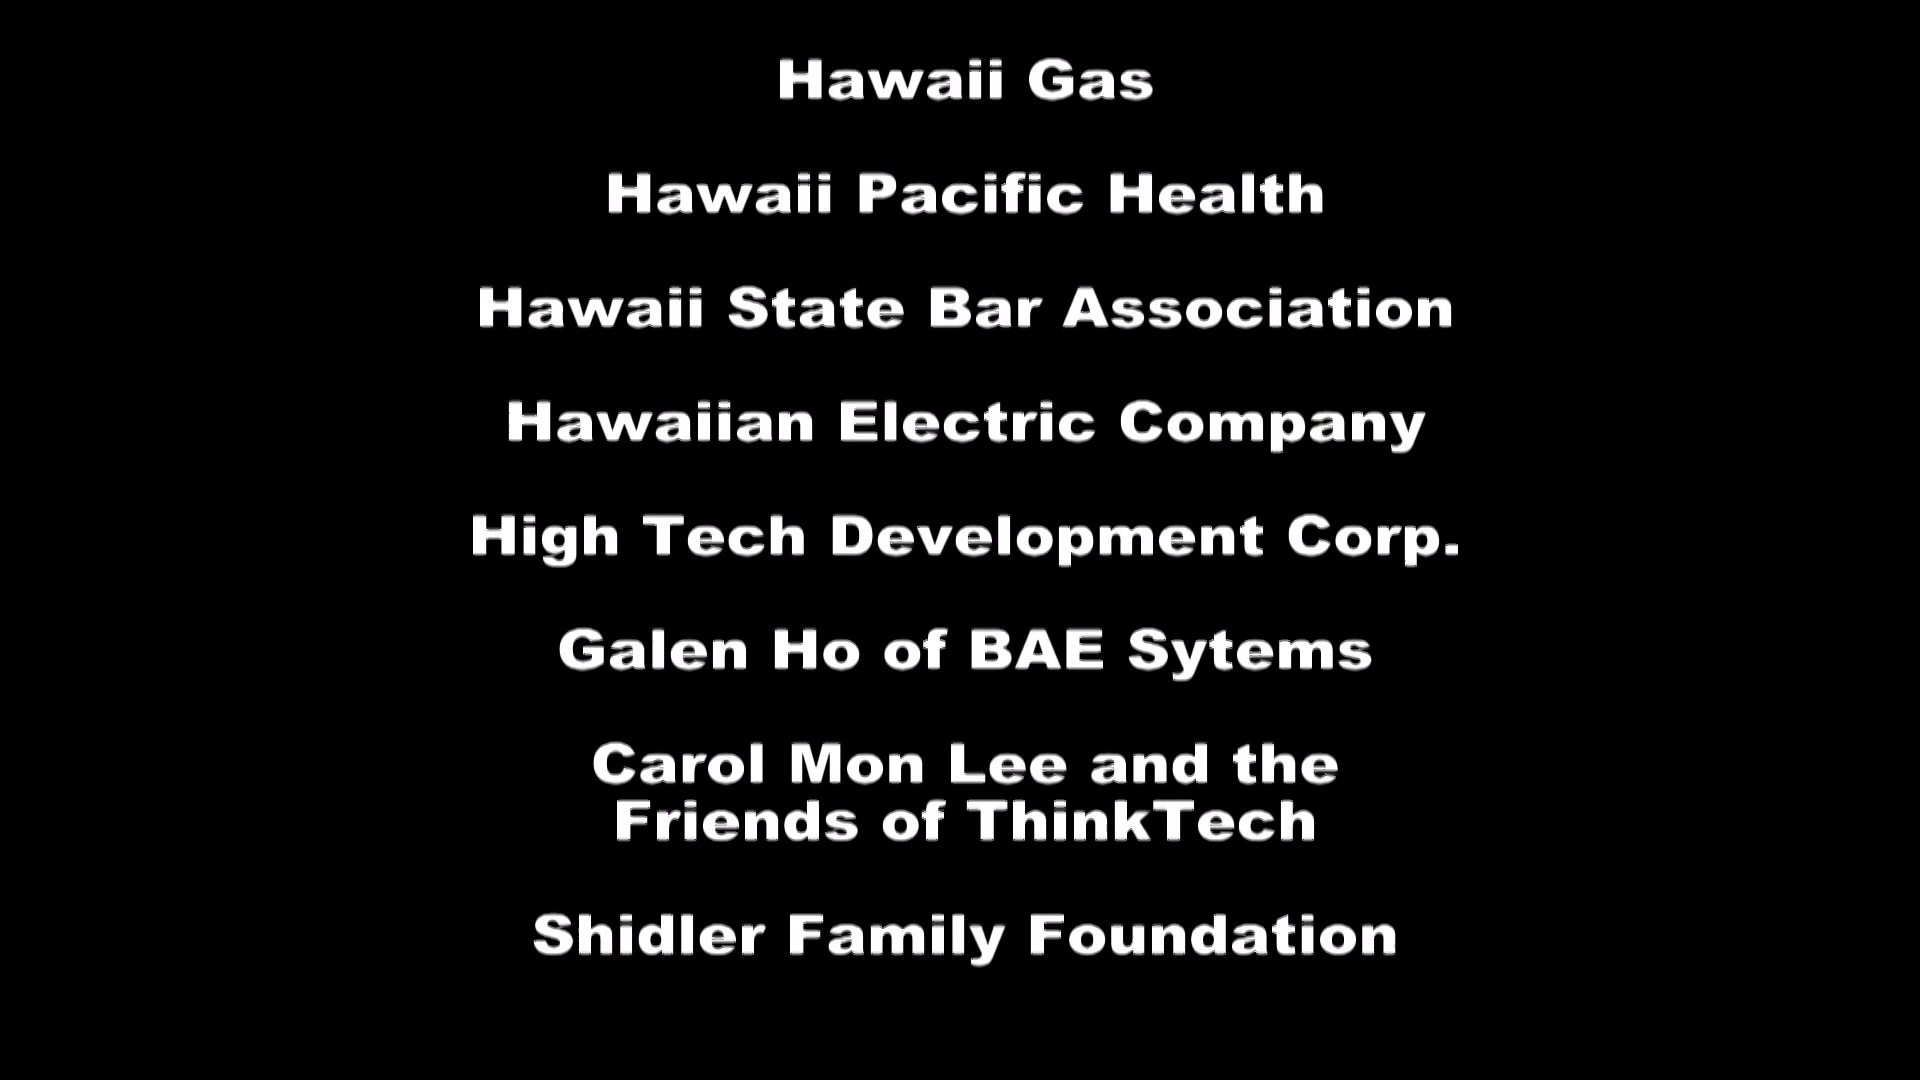 Hawaii Gas
Hawaii Pacific Health
Hawaii State Bar Association
Hawaiian Electric Company
High Tech Development Corp.
Galen Ho of BAE Sytems
Carol Mon Lee and the
Friends of ThinkTech
Shidler Family Foundation